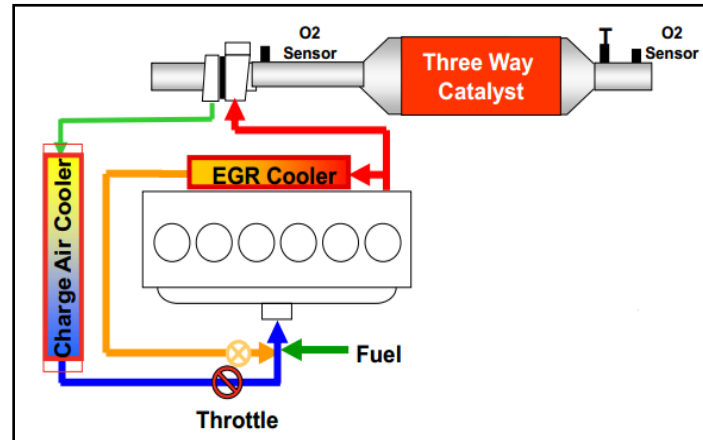 O2
Sensor
Three Way
Catalyst
T
O2
Sensor
EGR Cooler
Charge Air Cooler
Fuel
Throttle